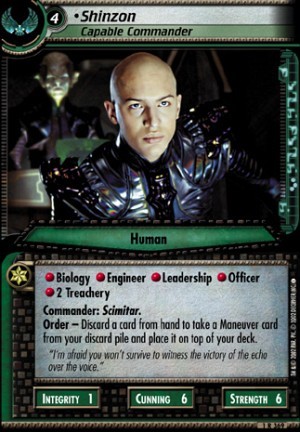 4
•Shinzon
Capable Commander
Human
Biology Engineer Leadership Officer
2 Treachery
Commander: Scimitar.
Order – Discard a card from hand to take a Maneuver card
from your discard pile and place it on top of your deck.
"I'm afraid you won't survive to witness the victory of the echo
over the voice."
INTEGRITY 1
CUNNING 6
STRENGTH 6